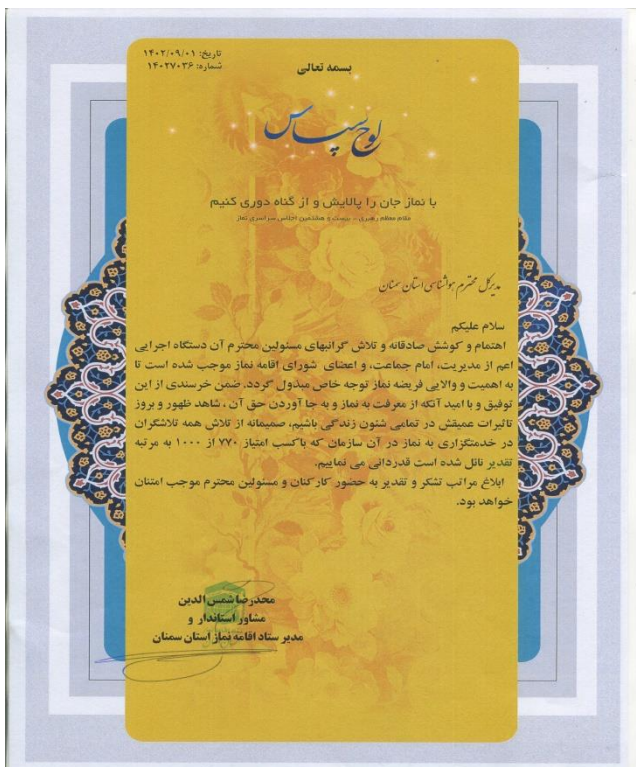 تاریخ: ۱۴۰۲/۰۹/۰۱
شماره: ۱۴۰۲۷۰۳۶
بسمه تعالی
لوح سپاس
با نماز جان را پالایش و از گناه دوری کنیم
مقام معظم رهبری - بیست و هشتمین اجلاس سراسری نماز
مدیرکل محترم هواشناسی استان سمنان
سلام علیکم
اهتمام و کوشش صادقانه و تلاش گرانبهای مسئولین محترم آن دستگاه اجرایی
اعم از مدیریت، امام جماعت، و اعضای شورای اقامه نماز موجب شده است تا
به اهمیت و والایی فریضه نماز توجه خاص مبذول گردد. ضمن خرسندی از این
توفیق و با امید آنکه از معرفت به نماز و به جا آوردن حق آن ، شاهد ظهور و بروز
تاثیرات عمیقش در تمامی شئون زندگی باشیم، صمیمانه از تلاش همه تلاشگران
در خدمتگزاری به نماز در آن سازمان که با کسب امتیاز ۷۷۰ از ۱۰۰۰ به مرتبه
تقدیر نائل شده است قدردانی می نماییم.
ابلاغ مراتب تشکر و تقدیر به حضور کارکنان و مسئولین محترم موجب امتنان
خواهد بود.
محمدرضا شمس الدین
مشاور استاندار و
مدیر ستاد اقامه نماز استان سمنان